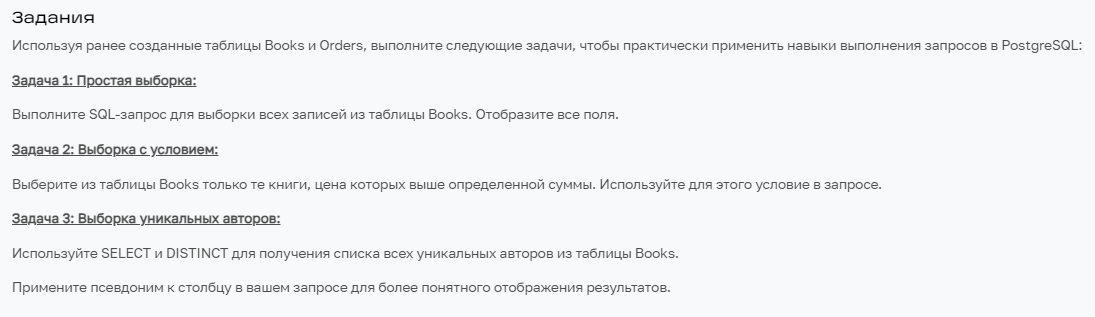 Задания
Используя ранее созданные таблицы Books и Orders, выполните следующие задачи, чтобы практически применить навыки выполнения запросов в PostgreSQL:
Задача 1: Простая выборка:
Выполните SQL-запрос для выборки всех записей из таблицы Books. Отобразите все поля.
Задача 2: Выборка с условием:
Выберите из таблицы Books только те книги, цена которых выше определенной суммы. Используйте для этого условие в запросе.
Задача 3: Выборка уникальных авторов:
Используйте SELECT и DISTINCT для получения списка всех уникальных авторов из таблицы Books.
Примените псевдоним к столбцу в вашем запросе для более понятного отображения результатов.